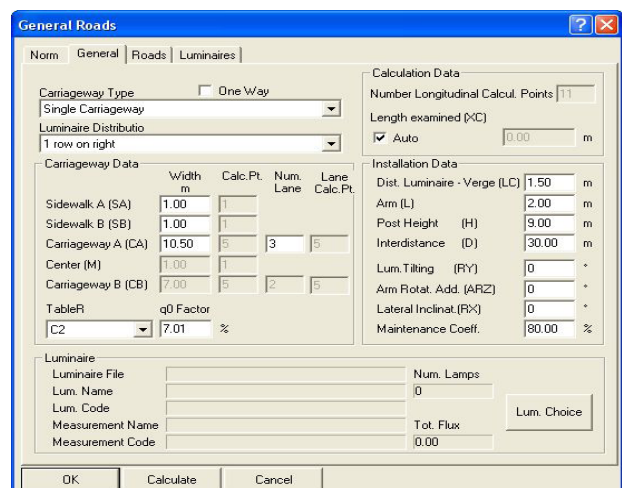 General Roads
Norm General Roads Luminaires
Carriageway Type One Way
Single Carriageway
Luminaire Distributio
1 row on right
Calculation Data
Number Longitudinal Calcul. Points 11
Length examined (XC)
Auto 0.00 m
Carriageway Data
Width m Calc.Pt. Num. Lane Lane Calc.Pt.
Sidewalk A (SA) 1.00 1
Sidewalk B (SB) 1.00 1
Carriageway A (CA) 10.50 5 3 5
Center (M) 1.00 1
Carriageway B (CB) 7.00 5 2 5
TableR q0 Factor
C2 7.01 %
Installation Data
Dist. Luminaire - Verge (LC) 1.50 m
Arm (L) 2.00 m
Post Height (H) 9.00 m
Interdistance (D) 30.00 m
Lum.Tilting (RY) 0 °
Arm Rotat. Add. (ARZ) 0 °
Lateral Inclinat.(RX) 0 °
Maintenance Coeff. 80.00 %
Luminaire
Luminaire File
Lum. Name
Lum. Code
Measurement Name
Measurement Code
Num. Lamps
0
Tot. Flux
0.00
Lum. Choice
OK Calculate Cancel